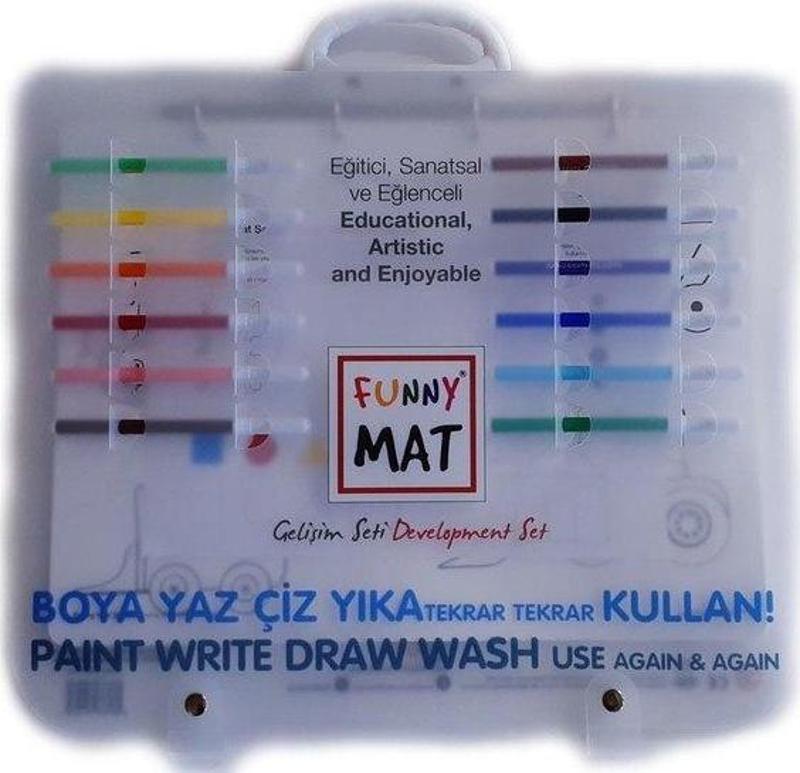 Eğitici, Sanatsal
ve Eğlenceli
Educational,
Artistic
and Enjoyable
FUNNY®
MAT
Gelişim Seti Development Set
BOYA YAZ ÇİZ YIKA TEKRAR TEKRAR KULLAN!
PAINT WRITE DRAW WASH USE AGAIN & AGAIN